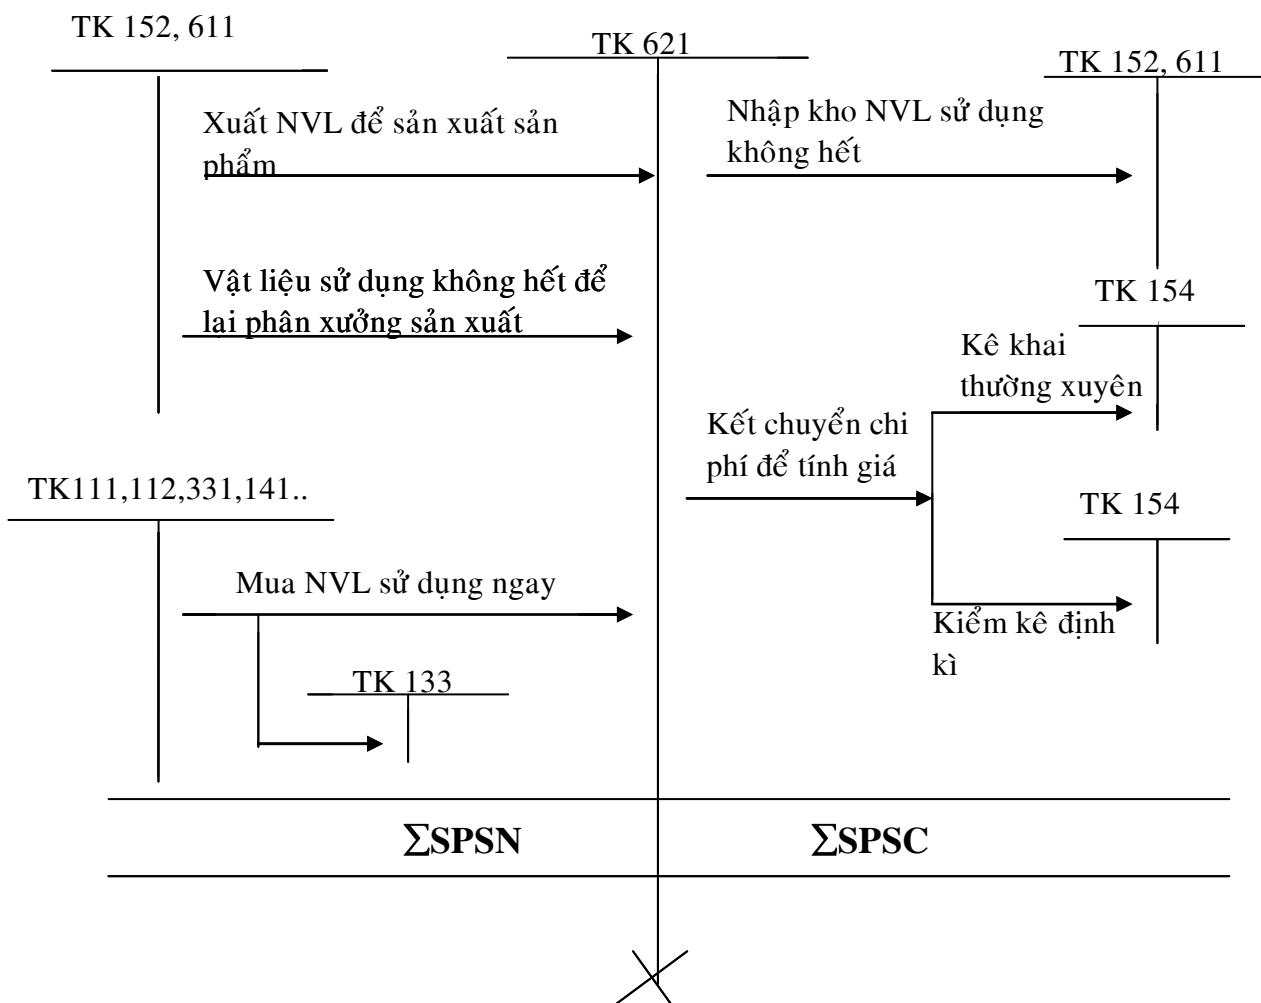 TK 152, 611
TK 621
TK 152, 611
Xuất NVL để sản xuất sản
phẩm
Nhập kho NVL sử dụng
không hết
Vật liệu sử dụng không hết để
lại phân xưởng sản xuất
TK 154
Kê khai
thường xuyên
Kết chuyển chi
phí để tính giá
TK111,112,331,141..
TK 154
Mua NVL sử dụng ngay
Kiểm kê định
kì
TK 133
∑SPSN
∑SPSC